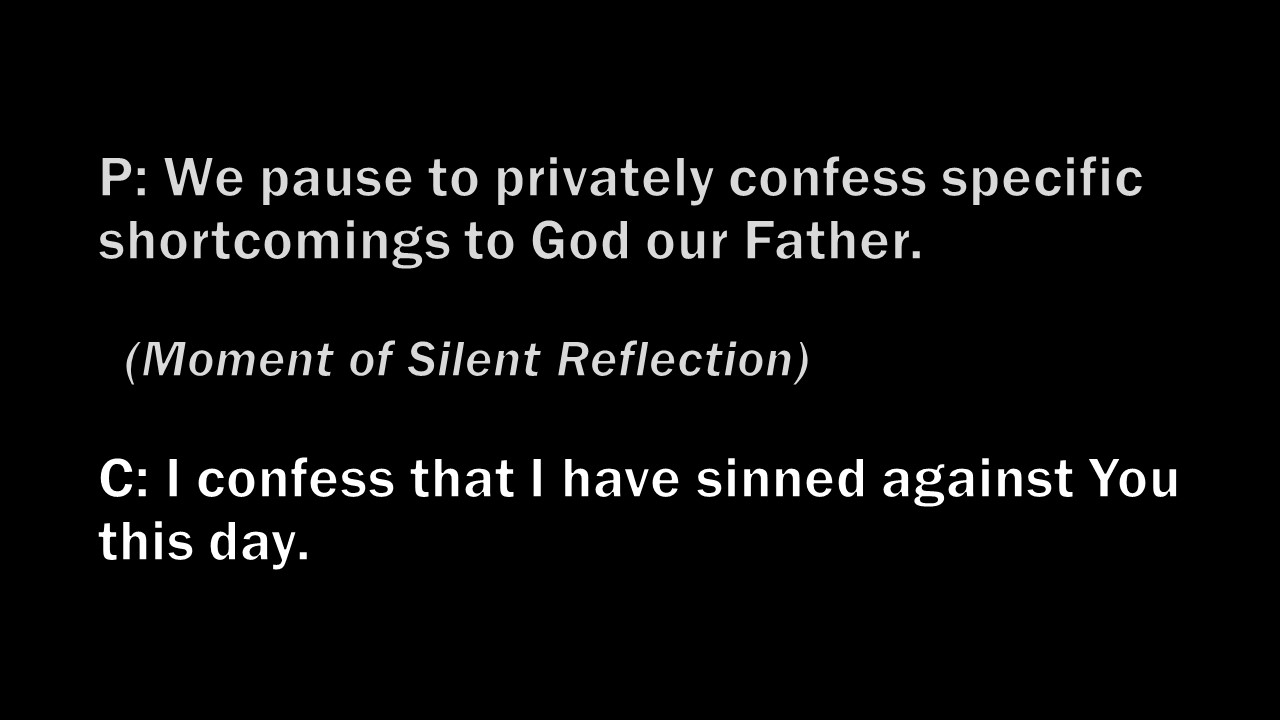 P: We pause to privately confess specific
shortcomings to God our Father.
(Moment of Silent Reflection)
C: I confess that I have sinned against You
this day.